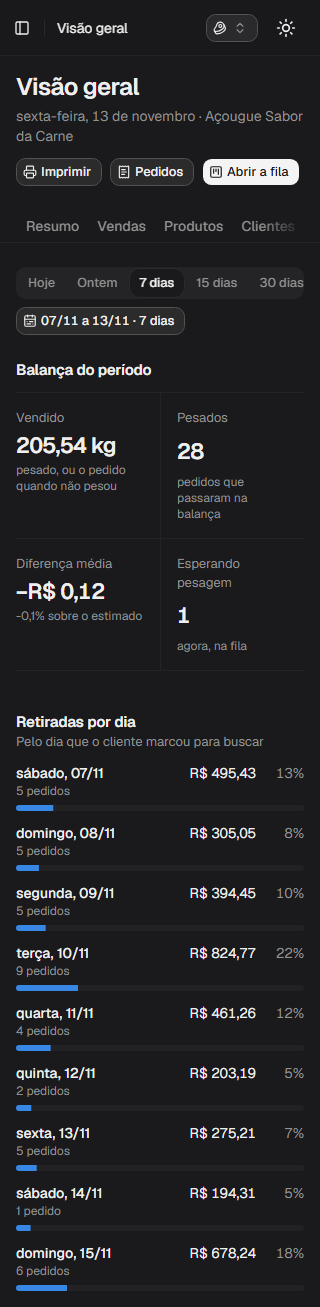 Visão geral
Visão geral
sexta-feira, 13 de novembro · Açougue Sabor
da Carne
Imprimir
Pedidos
Abrir a fila
Resumo
Vendas
Produtos
Clientes
Hoje
Ontem
7 dias
15 dias
30 dias
07/11 a 13/11 · 7 dias
Balança do período
Vendido
205,54 kg
pesado, ou o pedido
quando não pesou
Pesados
28
pedidos que
passaram na
balança
Diferença média
−R$ 0,12
-0,1% sobre o estimado
Esperando
pesagem
1
agora, na fila
Retiradas por dia
Pelo dia que o cliente marcou para buscar
sábado, 07/11 R$ 495,43 13%
5 pedidos
domingo, 08/11 R$ 305,05 8%
5 pedidos
segunda, 09/11 R$ 394,45 10%
5 pedidos
terça, 10/11 R$ 824,77 22%
9 pedidos
quarta, 11/11 R$ 461,26 12%
4 pedidos
quinta, 12/11 R$ 203,19 5%
2 pedidos
sexta, 13/11 R$ 275,21 7%
5 pedidos
sábado, 14/11 R$ 194,31 5%
1 pedido
domingo, 15/11 R$ 678,24 18%
6 pedidos